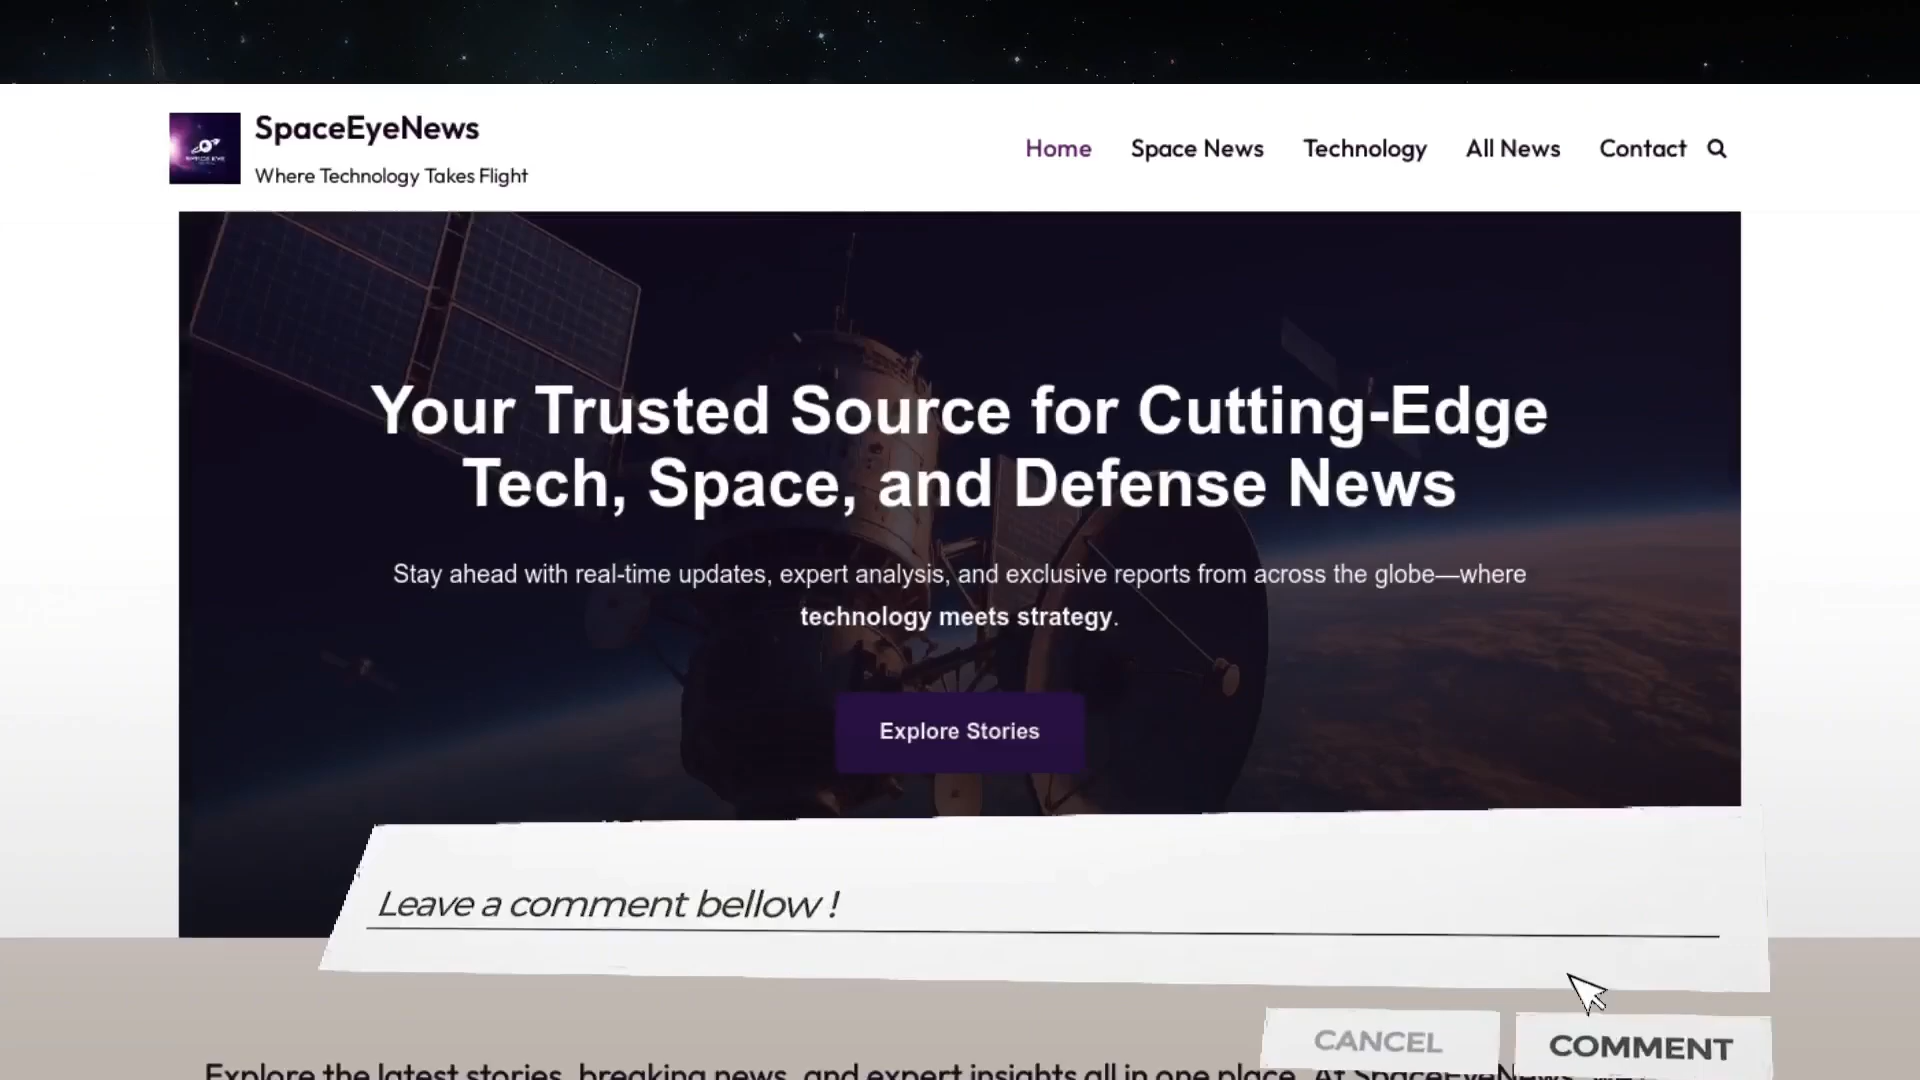 SpaceEyeNews
Where Technology Takes Flight
Home
Space News
Technology
All News
Contact
Your Trusted Source for Cutting-Edge
Tech, Space, and Defense News
Stay ahead with real-time updates, expert analysis, and exclusive reports from across the globe—where
technology meets strategy.
Explore Stories
Leave a comment bellow !
CANCEL
COMMENT
Explore the latest stories, breaking news, and expert insights all in one place. At SpaceEyeNews, we